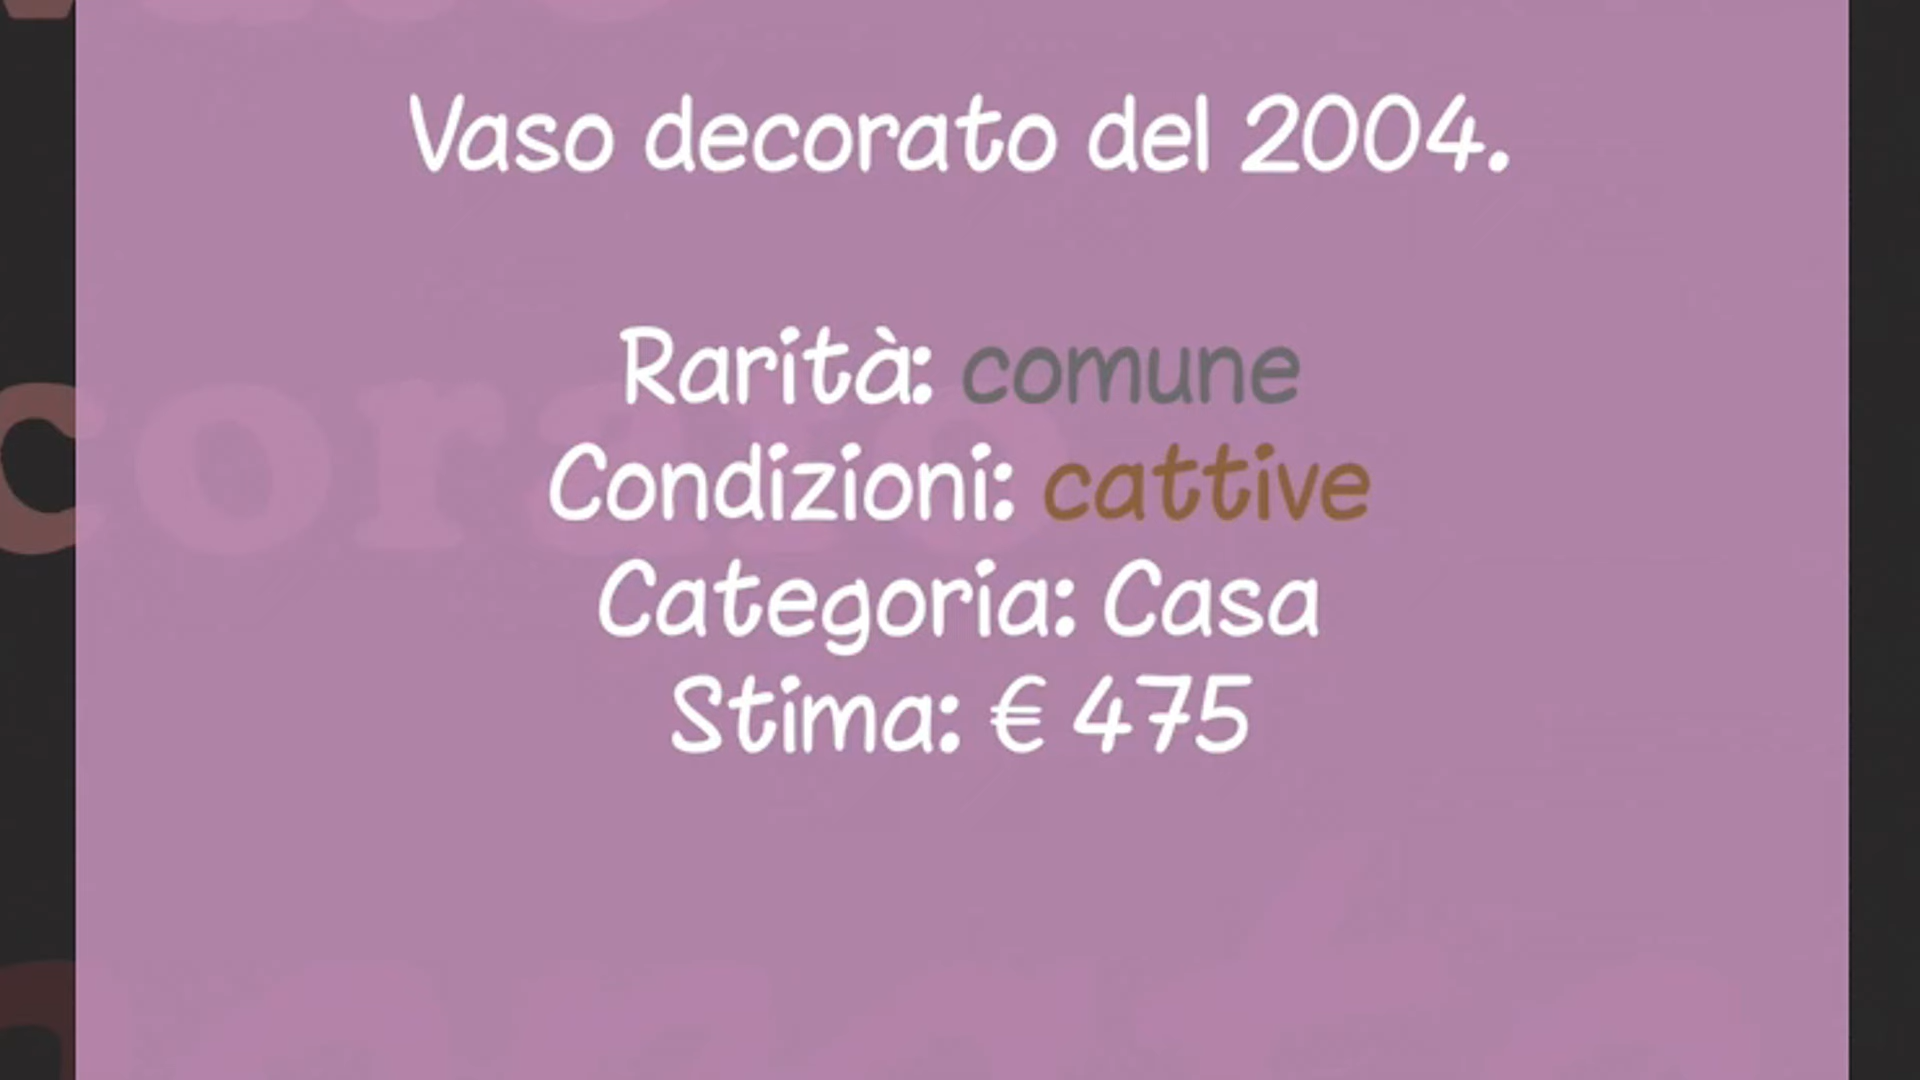 Vaso decorato del 2004.
Rarità: comune
Condizioni: cattive
Categoria: Casa
Stima: € 475